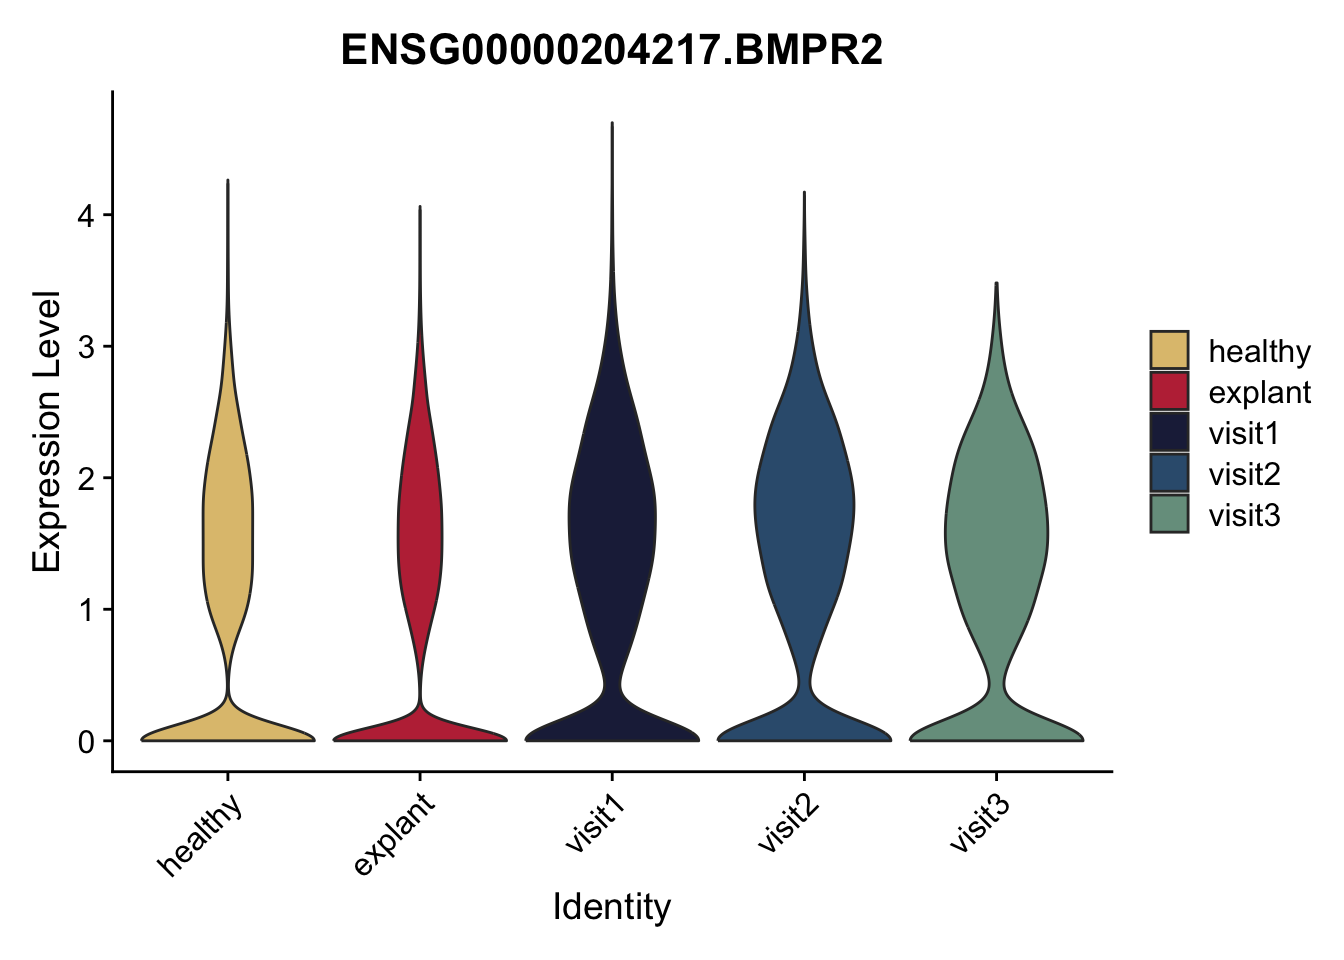 ENSG00000204217.BMPR2
Expression Level
4
3
2
1
0
healthy
explant
visit1
visit2
visit3
Identity
healthy
explant
visit1
visit2
visit3